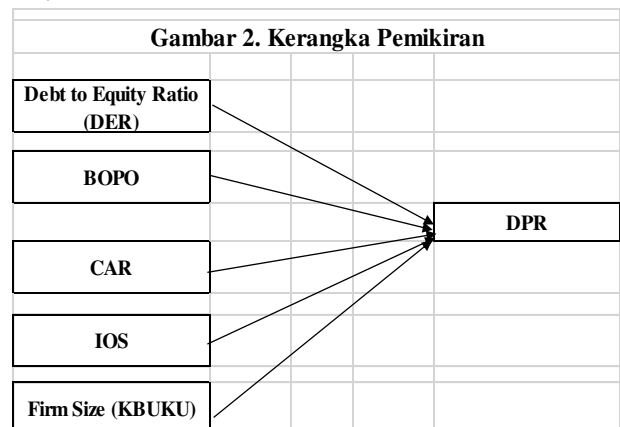 Gambar 2. Kerangka Pemikiran
Debt to Equity Ratio
(DER)
BOPO
DPR
CAR
IOS
Firm Size (KBUKU)